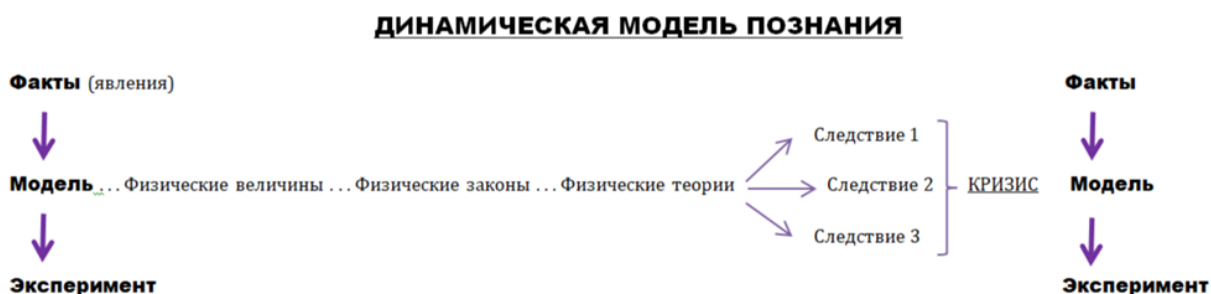 ДИНАМИЧЕСКАЯ МОДЕЛЬ ПОЗНАНИЯ
Факты (явления)
Факты
Следствие 1
Модель ... Физические величины ... Физические законы ... Физические теории
Следствие 2
КРИЗИС
Модель
Следствие 3
Эксперимент
Эксперимент